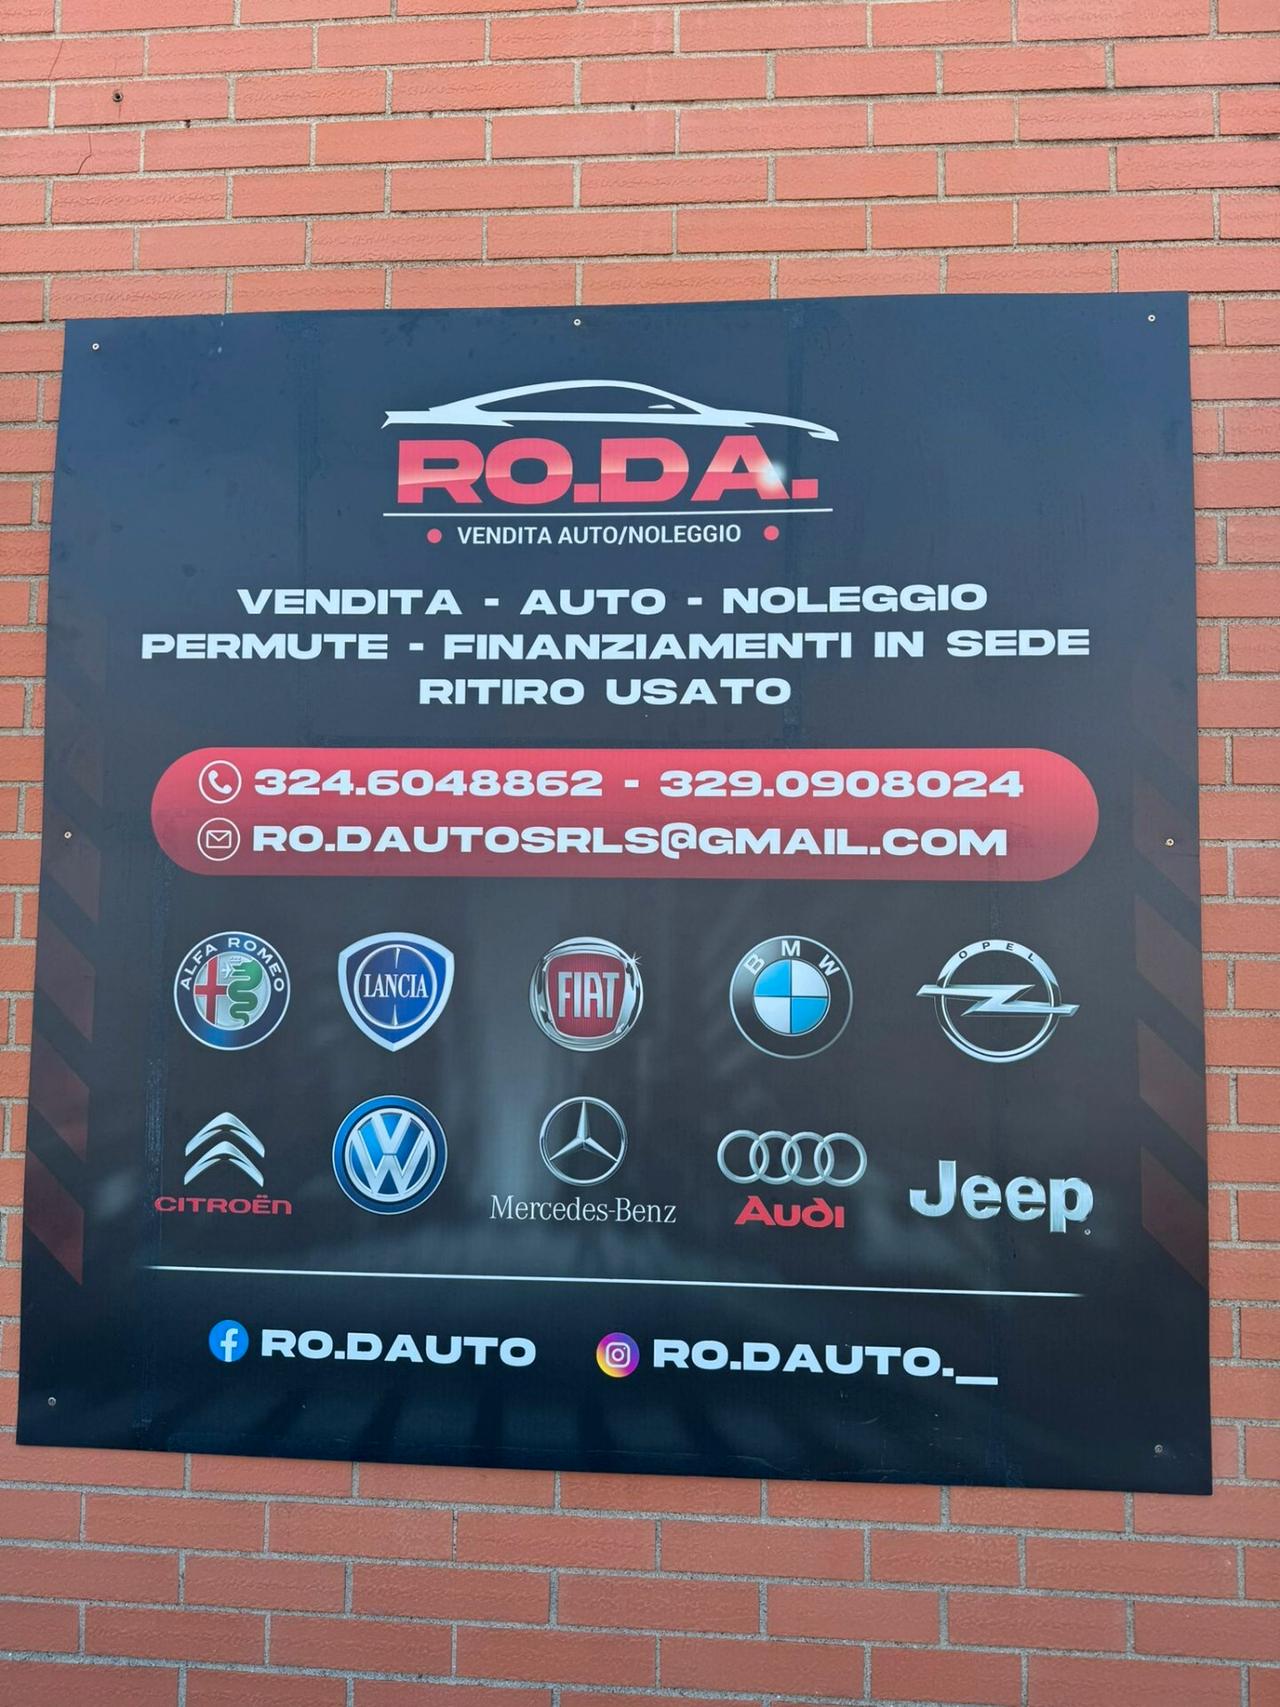 RO.DA.
VENDITA AUTO/NOLEGGIO
VENDITA - AUTO - NOLEGGIO
PERMUTE - FINANZIAMENTI IN SEDE
RITIRO USATO
324.6048862 - 329.0908024
RO.DAUTOSRLS@GMAIL.COM
ALFA ROMEO LANCIA FIAT BMW OPEL
CITROËN Mercedes-Benz Audi Jeep
RO.DAUTO RO.DAUTO._